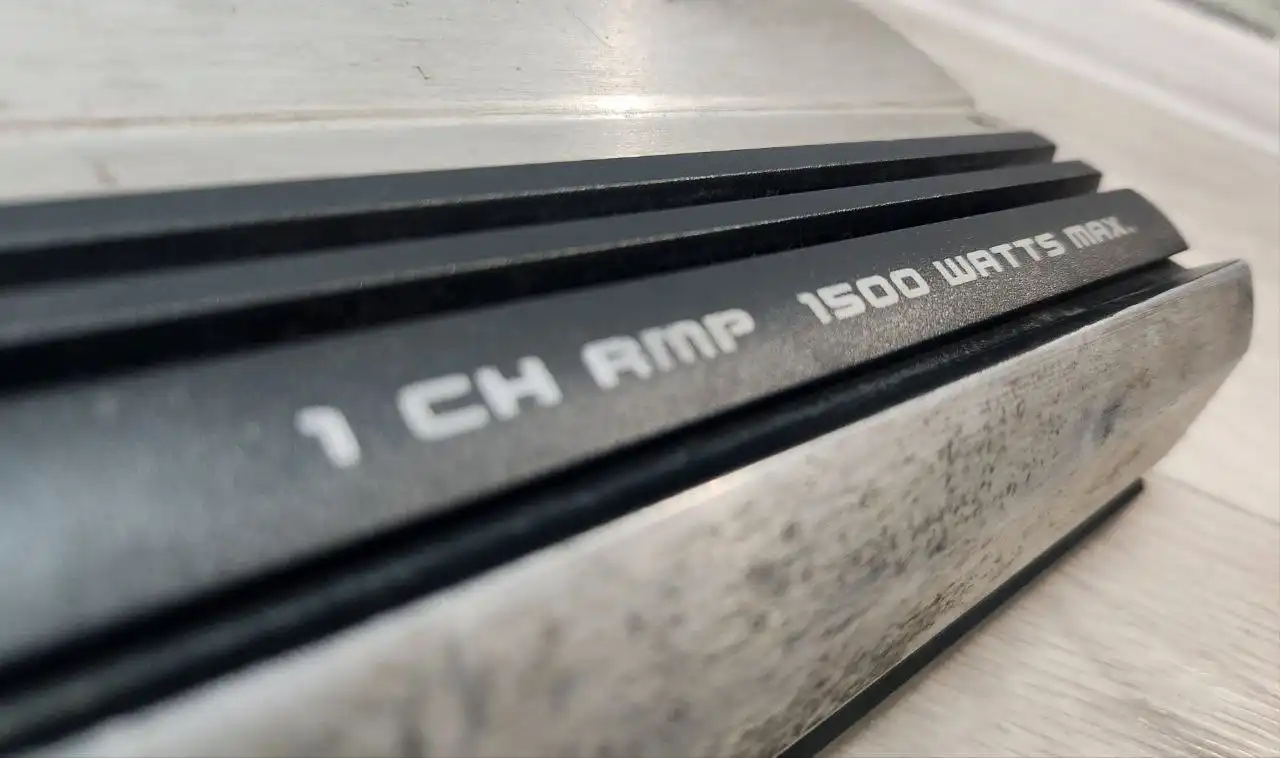 1 CH AMP 1500 WATTS MAX.